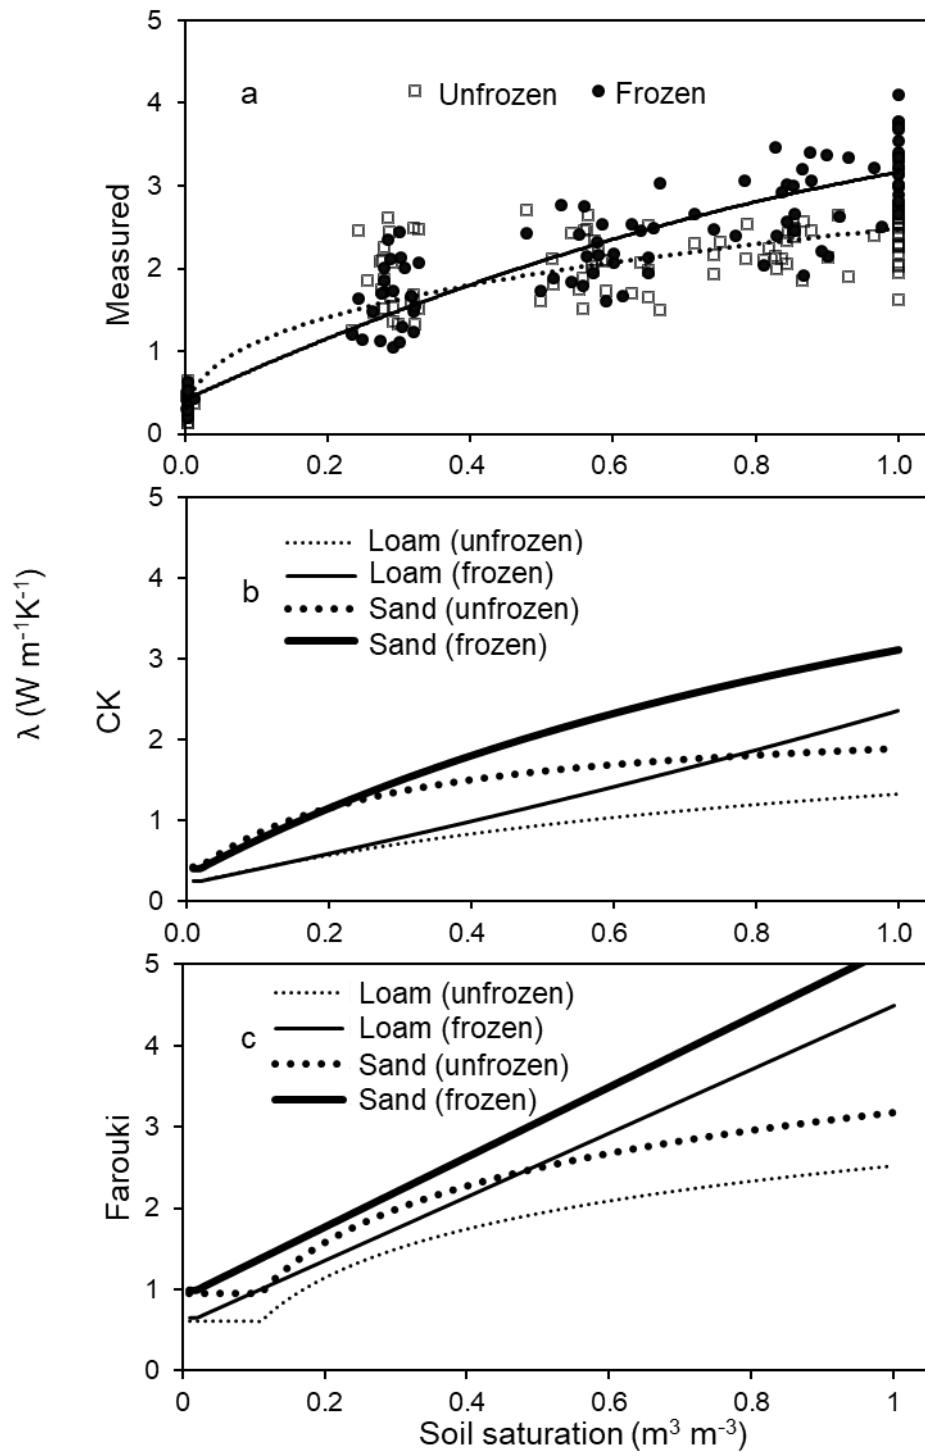 5
a
Unfrozen
Frozen
4
3
Measured
2
1
0
0.0 0.2 0.4 0.6 0.8 1.0
λ (W m⁻¹K⁻¹)
5
Loam (unfrozen)
4
Loam (frozen)
b
Sand (unfrozen)
Sand (frozen)
3
CK
2
1
0
0.0 0.2 0.4 0.6 0.8 1.0
5
Loam (unfrozen)
Loam (frozen)
c
4
Sand (unfrozen)
Sand (frozen)
3
Farouki
2
1
0
0 0.2 0.4 0.6 0.8 1
Soil saturation (m³ m⁻³)